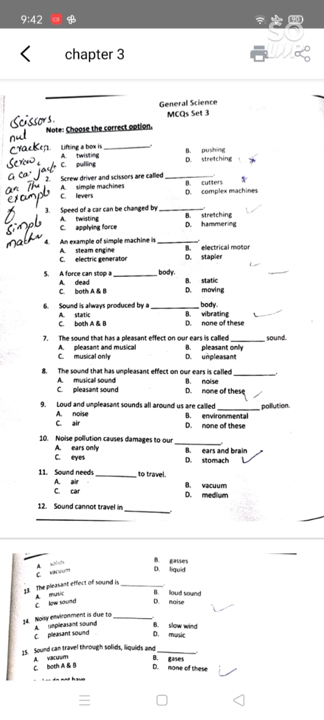 9:42
90
chapter 3
General Science
MCQs Set 3
Scissors.
nut
cracker.
Screw,
a car jack
are The
example
of
simple
Note: Choose the correct option.
Lifting a box is ________.
A. twisting B. pushing
C. pulling D. stretching
2. Screw driver and scissors are called ________
A. simple machines B. cutters
C. levers D. complex machines
3. Speed of a car can be changed by ________.
A. twisting B. stretching
C. applying force D. hammering
4. An example of simple machine is ________.
A. steam engine B. electrical motor
C. electric generator D. stapler
5. A force can stop a ________ body.
A. dead B. static
C. both A & B D. moving
6. Sound is always produced by a ________ body.
A. static B. vibrating
C. both A & B D. none of these
7. The sound that has a pleasant effect on our ears is called ________ sound.
A. pleasant and musical B. pleasant only
C. musical only D. unpleasant
8. The sound that has unpleasant effect on our ears is called ________.
A. musical sound B. noise
C. pleasant sound D. none of these
9. Loud and unpleasant sounds all around us are called ________ pollution.
A. noise B. environmental
C. air D. none of these
10. Noise pollution causes damages to our ________
A. ears only B. ears and brain
C. eyes D. stomach
11. Sound needs ________ to travel.
A. air B. vacuum
C. car D. medium
12. Sound cannot travel in ________.
A. solids B. gasses
C. vacuum D. liquid
13. The pleasant effect of sound is ________.
A. music B. loud sound
C. low sound D. noise
14. Noisy environment is due to ________.
A. unpleasant sound B. slow wind
C. pleasant sound D. music
15. Sound can travel through solids, liquids and ________.
A. vacuum B. gases
C. both A & B D. none of these